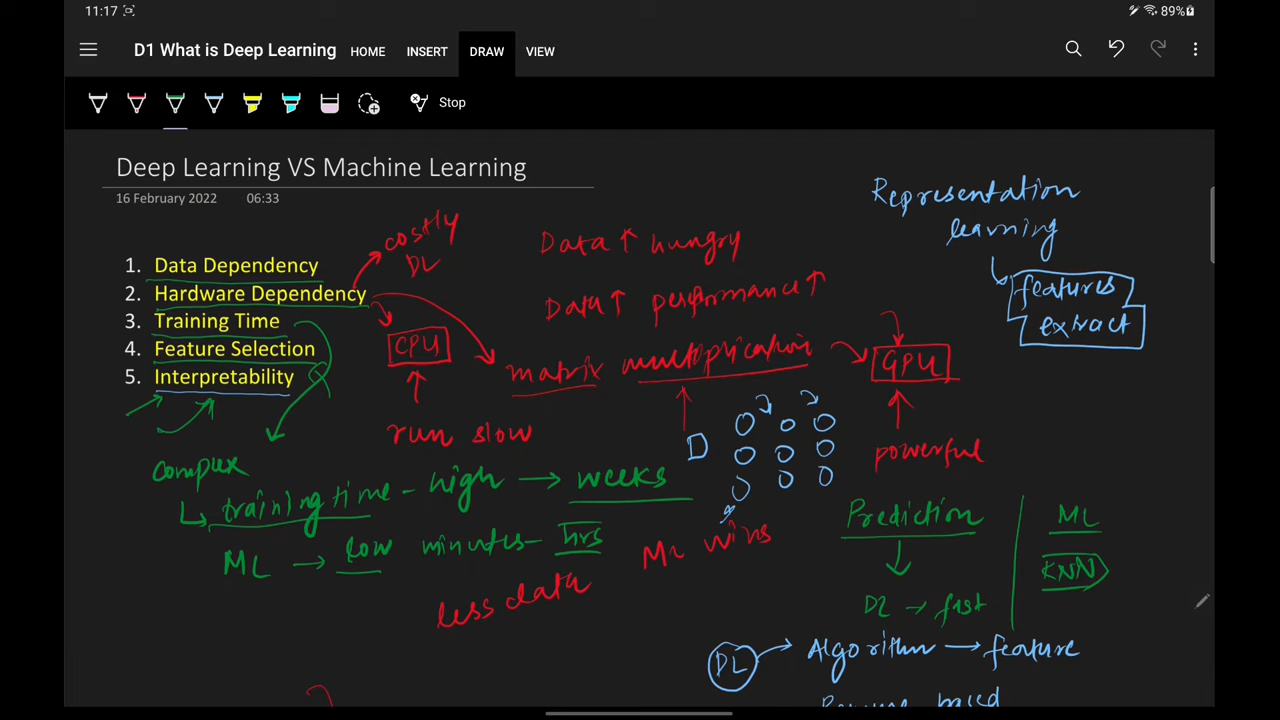 11:17 89%
D1 What is Deep Learning HOME INSERT DRAW VIEW
Stop
Deep Learning VS Machine Learning
16 February 2022 06:33
1. Data Dependency
2. Hardware Dependency
3. Training Time
4. Feature Selection
5. Interpretability
costly
DL
Data ↑ hungry
Data ↑ performance ↑
Representation
learning
features
extract
CPU
run slow
matrix multiplication
GPU
powerful
D
complex
training time - high → weeks
ML → low minutes - hrs
ML wins
less data
Prediction
DL → fast
ML
KNN
DL → Algorithm → feature
based